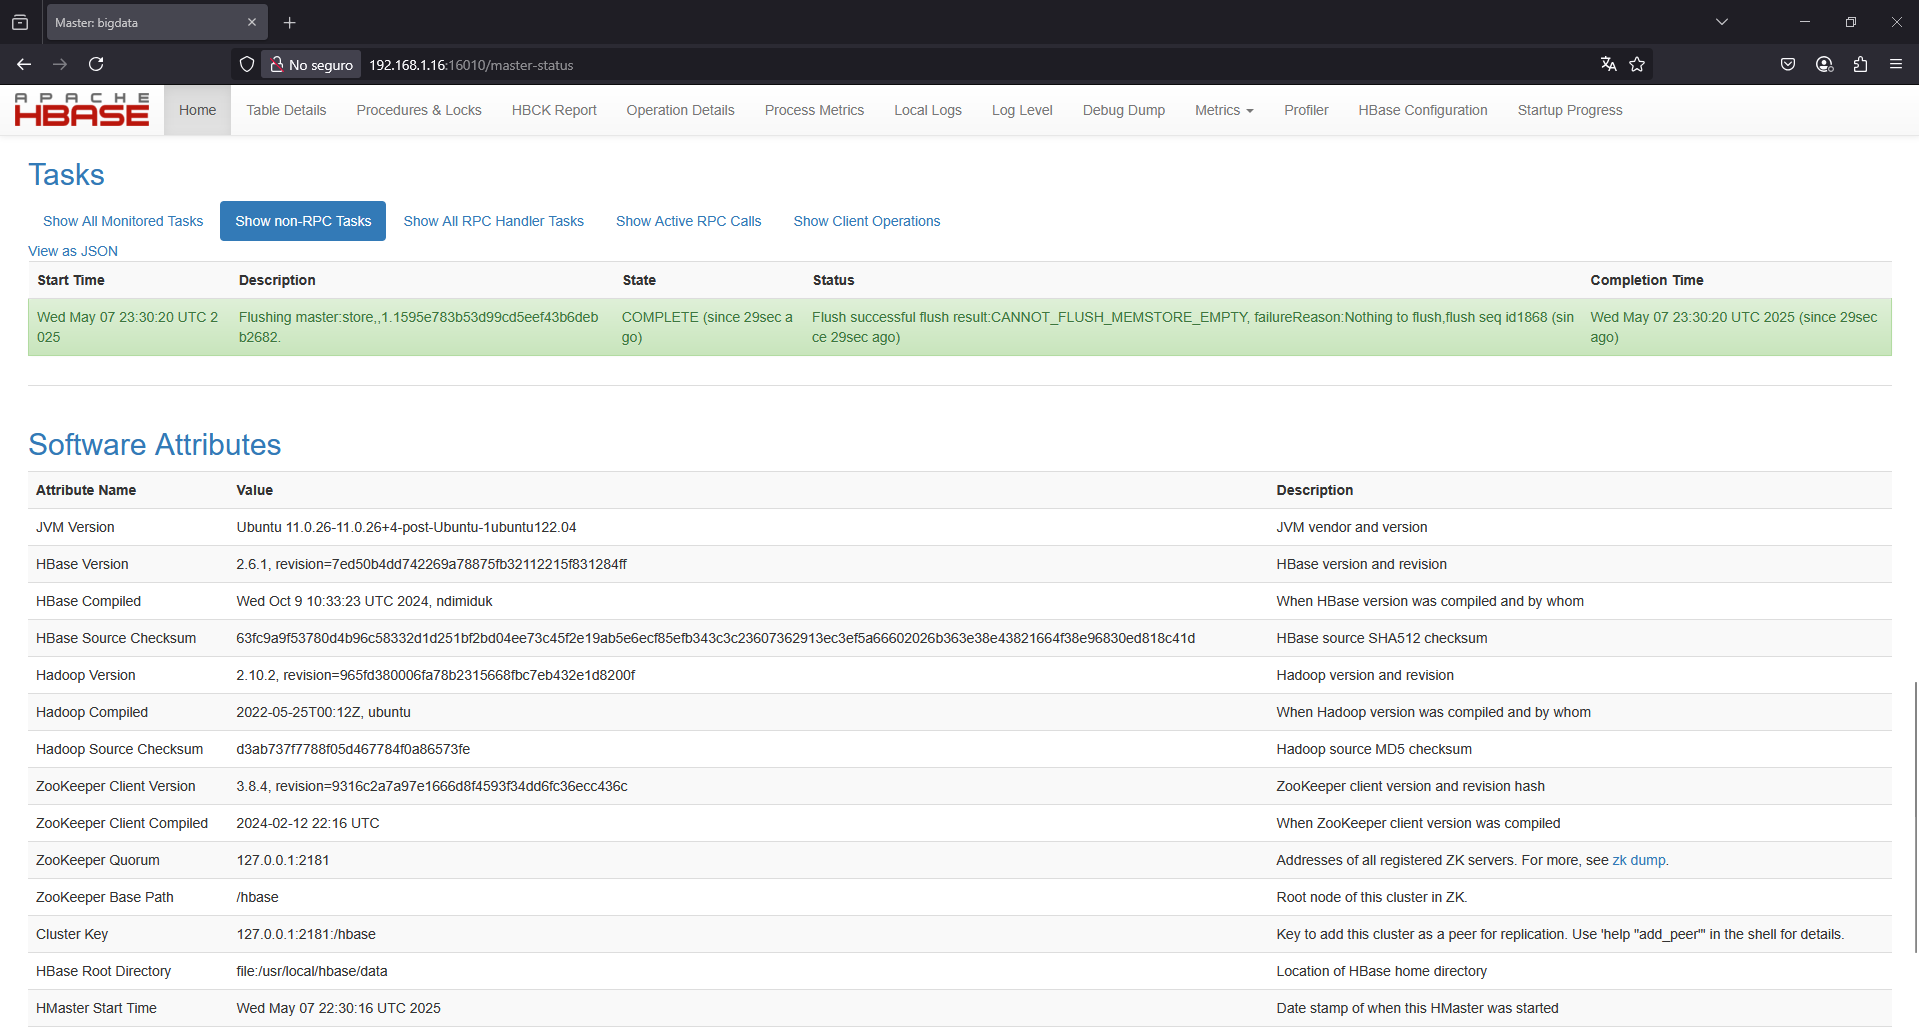 Master: bigdata
No seguro 192.168.1.16:16010/master-status
APACHE
HBASE
Home Table Details Procedures & Locks HBCK Report Operation Details Process Metrics Local Logs Log Level Debug Dump Metrics Profiler HBase Configuration Startup Progress
Tasks
Show All Monitored Tasks Show non-RPC Tasks Show All RPC Handler Tasks Show Active RPC Calls Show Client Operations
View as JSON
Start Time Description State Status Completion Time
Wed May 07 23:30:20 UTC 2 Flushing master:store,,1.1595e783b53d99cd5eef43b6deb COMPLETE (since 29sec a Flush successful flush result:CANNOT_FLUSH_MEMSTORE_EMPTY, failureReason:Nothing to flush,flush seq id1868 (sin Wed May 07 23:30:20 UTC 2025 (since 29sec
025 b2682. go) ce 29sec ago) ago)
Software Attributes
Attribute Name Value Description
JVM Version Ubuntu 11.0.26-11.0.26+4-post-Ubuntu-1ubuntu122.04 JVM vendor and version
HBase Version 2.6.1, revision=7ed50b4dd742269a78875fb32112215f831284ff HBase version and revision
HBase Compiled Wed Oct 9 10:33:23 UTC 2024, ndimiduk When HBase version was compiled and by whom
HBase Source Checksum 63fc9a9f53780d4b96c58332d1d251bf2bd04ee73c45f2e19ab5e6ecf85efb343c3c23607362913ec3ef5a66602026b363e38e43821664f38e96830ed818c41d HBase source SHA512 checksum
Hadoop Version 2.10.2, revision=965fd380006fa78b2315668fbc7eb432e1d8200f Hadoop version and revision
Hadoop Compiled 2022-05-25T00:12Z, ubuntu When Hadoop version was compiled and by whom
Hadoop Source Checksum d3ab737f7788f05d467784f0a86573fe Hadoop source MD5 checksum
ZooKeeper Client Version 3.8.4, revision=9316c2a7a97e1666d8f4593f34dd6fc36ecc436c ZooKeeper client version and revision hash
ZooKeeper Client Compiled 2024-02-12 22:16 UTC When ZooKeeper client version was compiled
ZooKeeper Quorum 127.0.0.1:2181 Addresses of all registered ZK servers. For more, see zk dump.
ZooKeeper Base Path /hbase Root node of this cluster in ZK.
Cluster Key 127.0.0.1:2181:/hbase Key to add this cluster as a peer for replication. Use 'help "add_peer"' in the shell for details.
HBase Root Directory file:/usr/local/hbase/data Location of HBase home directory
HMaster Start Time Wed May 07 22:30:16 UTC 2025 Date stamp of when this HMaster was started